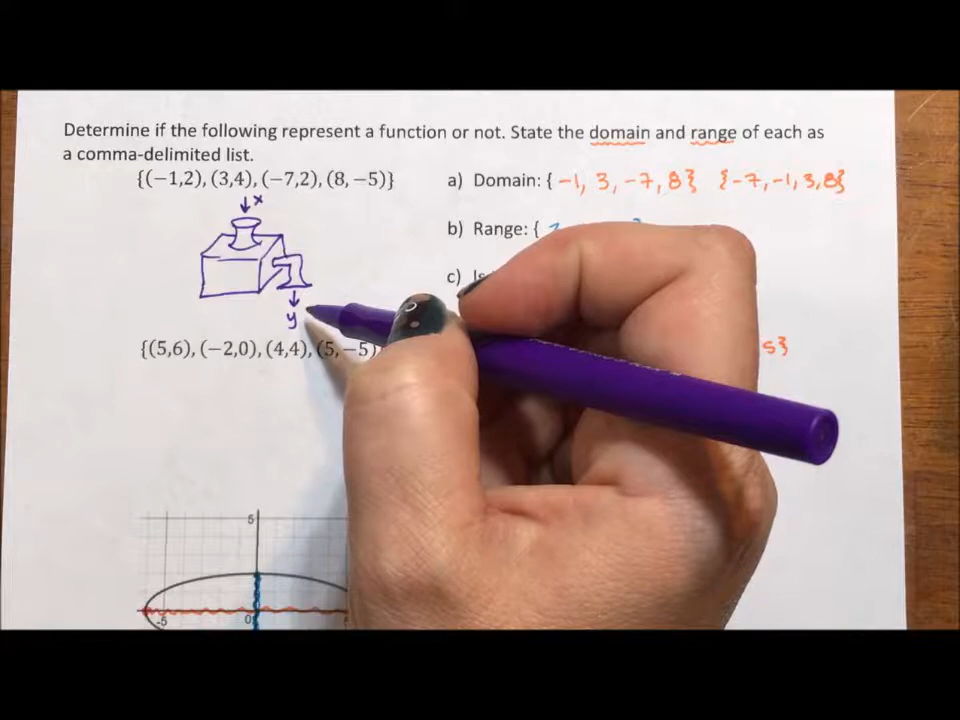 Determine if the following represent a function or not. State the domain and range of each as
a comma-delimited list.
{(−1,2), (3,4), (−7,2), (8, −5)}
a) Domain: { -1, 3, -7, 8} {-7, -1, 3, 8}
x
b) Range: {
c)
y
{(5,6), (−2,0), (4,4), (5, −5)
5}
5
-5
0